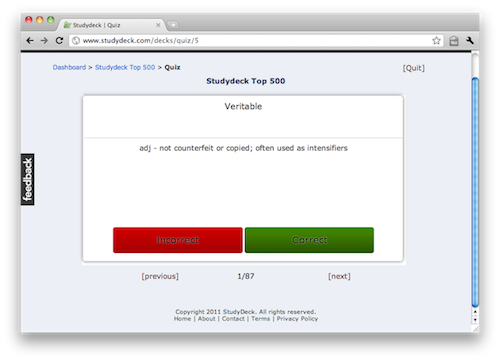 Studydeck | Quiz
www.studydeck.com/decks/quiz/5
Dashboard > Studydeck Top 500 > Quiz
[Quit]
Studydeck Top 500
Veritable
adj - not counterfeit or copied; often used as intensifiers
feedback
Incorrect
Correct
[previous]
1/87
[next]
Copyright 2011 StudyDeck. All rights reserved.
Home | About | Contact | Terms | Privacy Policy